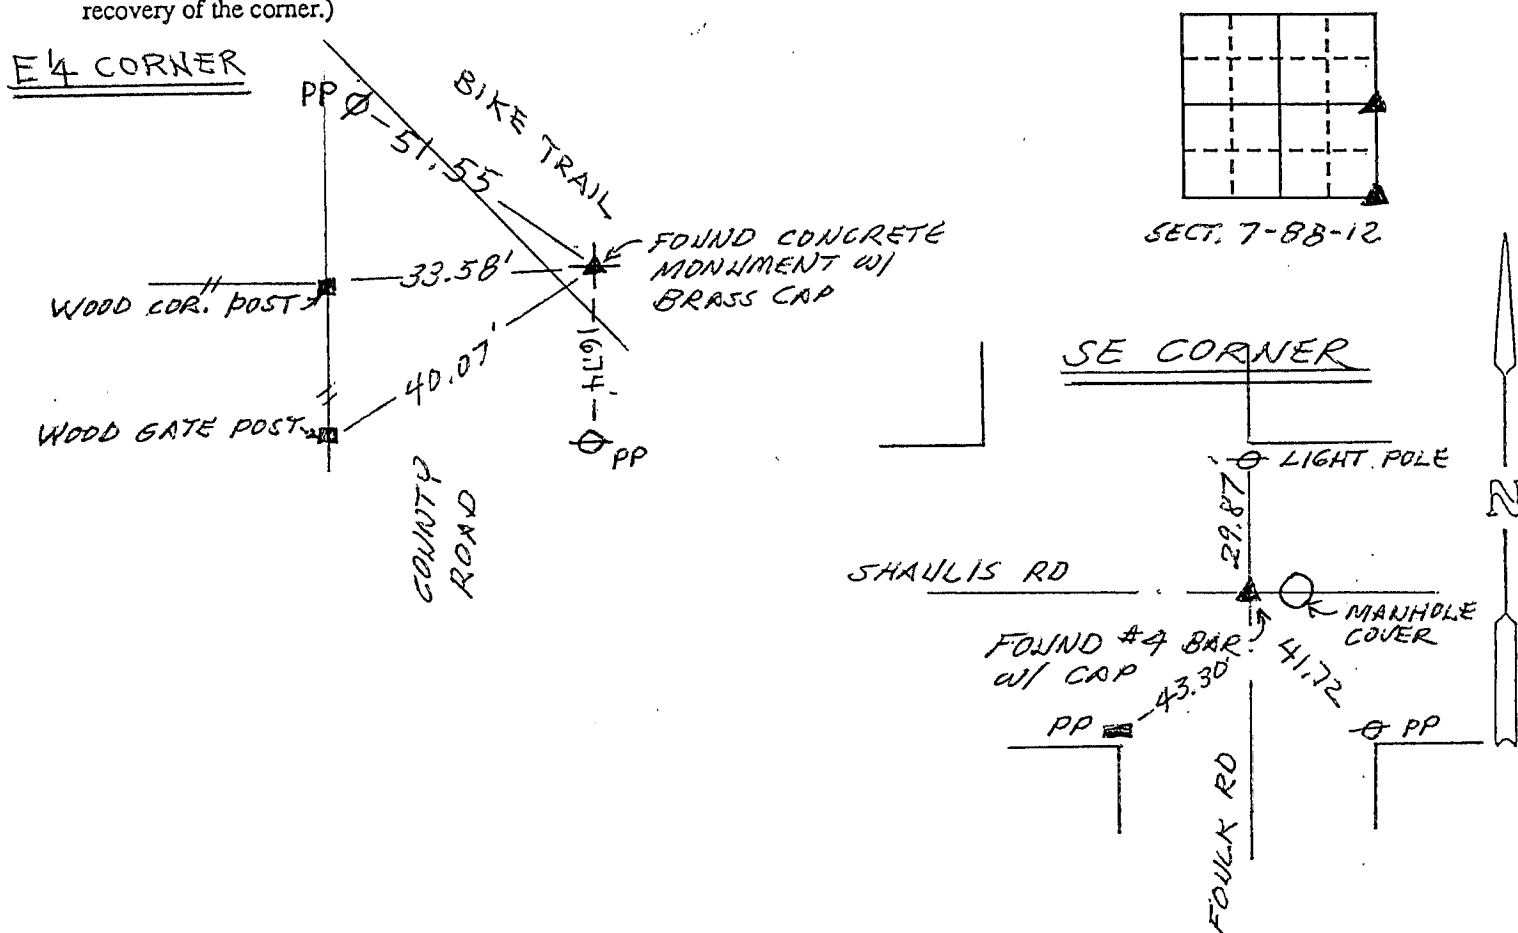 recovery of the corner.)
E 1/4 CORNER
PP
51.55
BIKE TRAIL
33.58'
FOUND CONCRETE
MONUMENT W/
BRASS CAP
WOOD COR. POST
40.07'
16.74'
WOOD GATE POST
PP
COUNTY
ROAD
SECT. 7-88-12
SE CORNER
LIGHT POLE
29.87'
N
SHAULIS RD
MANHOLE
COVER
FOUND #4 BAR
W/ CAP
43.30
41.72
PP
PP
FOULK RD